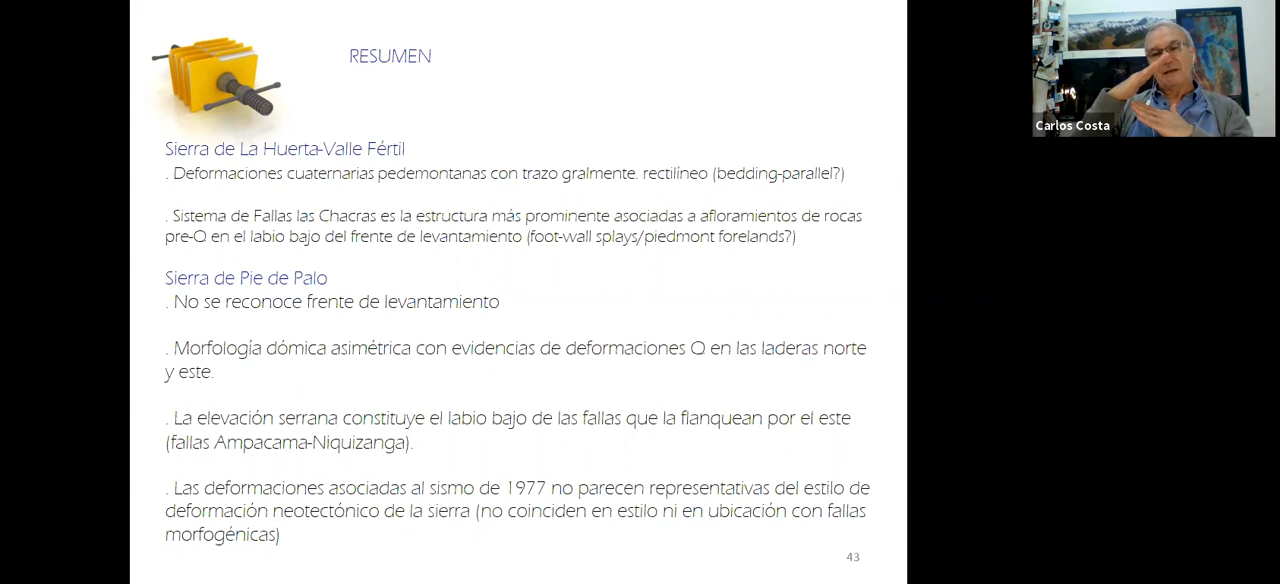 RESUMEN
Carlos Costa
Sierra de La Huerta-Valle Fértil
. Deformaciones cuaternarias pedemontanas con trazo gralmente. rectilíneo (bedding-parallel?)
. Sistema de Fallas las Chacras es la estructura más prominente asociadas a afloramientos de rocas
pre-Q en el labio bajo del frente de levantamiento (foot-wall splays/piedmont forelands?)
Sierra de Pie de Palo
. No se reconoce frente de levantamiento
. Morfología dómica asimétrica con evidencias de deformaciones Q en las laderas norte
y este.
. La elevación serrana constituye el labio bajo de las fallas que la flanquean por el este
(fallas Ampacama-Niquizanga).
. Las deformaciones asociadas al sismo de 1977 no parecen representativas del estilo de
deformación neotectónico de la sierra (no coinciden en estilo ni en ubicación con fallas
morfogénicas)
43